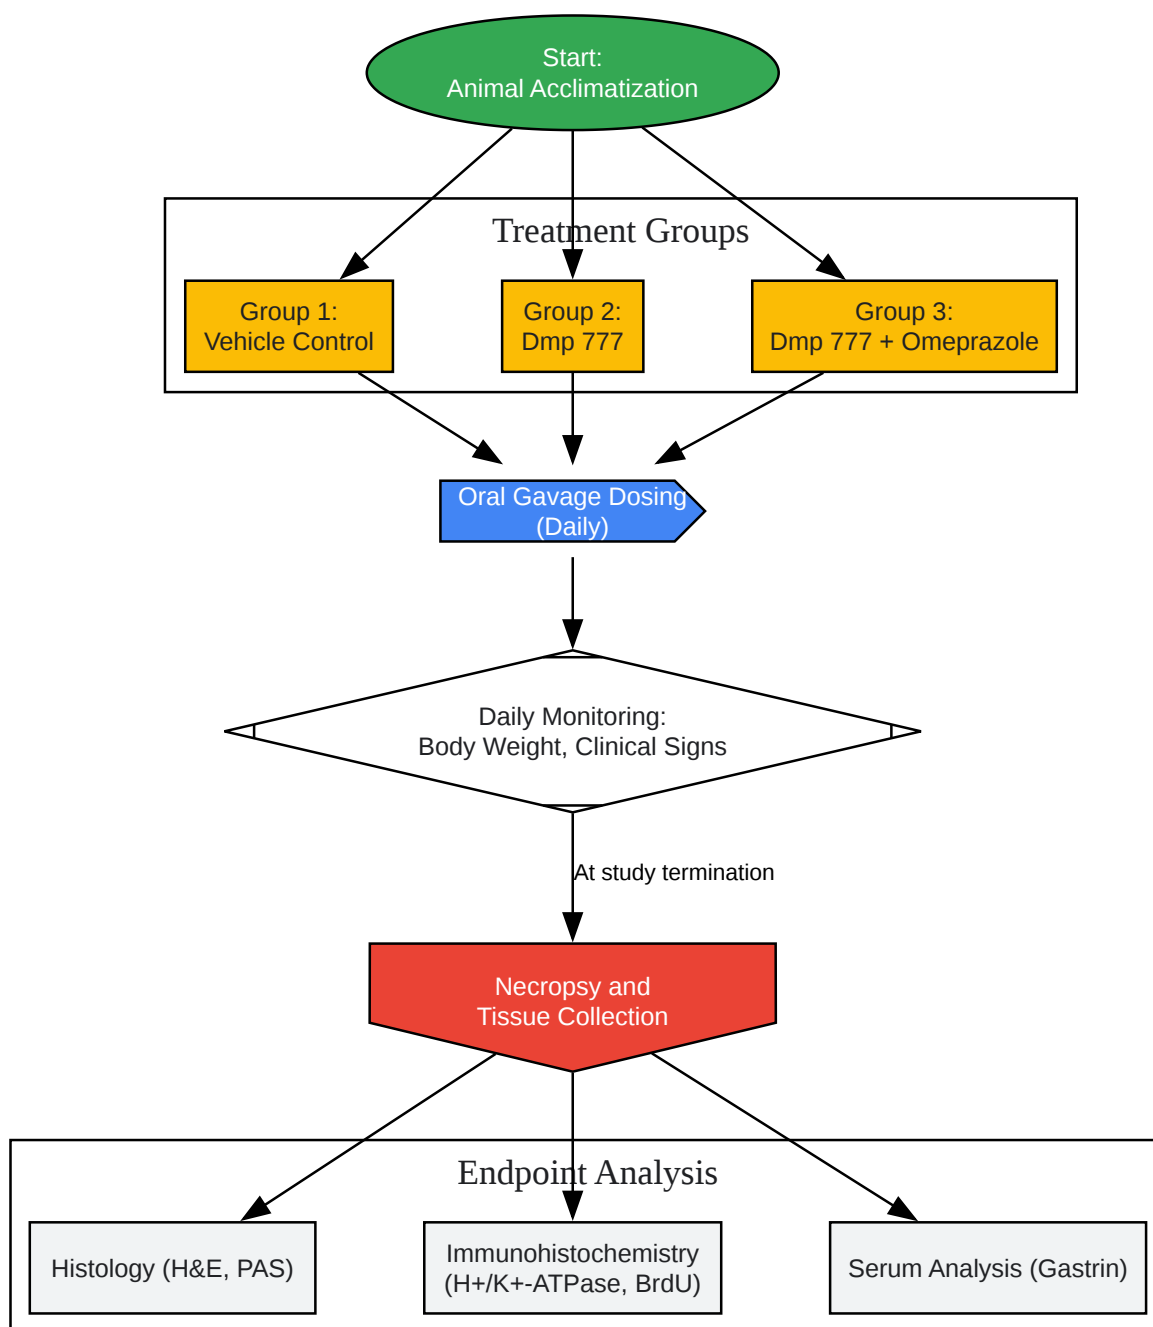 Start:
Animal Acclimatization
Treatment Groups
Group 1:
Vehicle Control
Group 2:
Dmp 777
Group 3:
Dmp 777 + Omeprazole
Oral Gavage Dosing
(Daily)
Daily Monitoring:
Body Weight, Clinical Signs
At study termination
Necropsy and
Tissue Collection
Endpoint Analysis
Histology (H&E, PAS)
Immunohistochemistry
(H+/K+-ATPase, BrdU)
Serum Analysis (Gastrin)